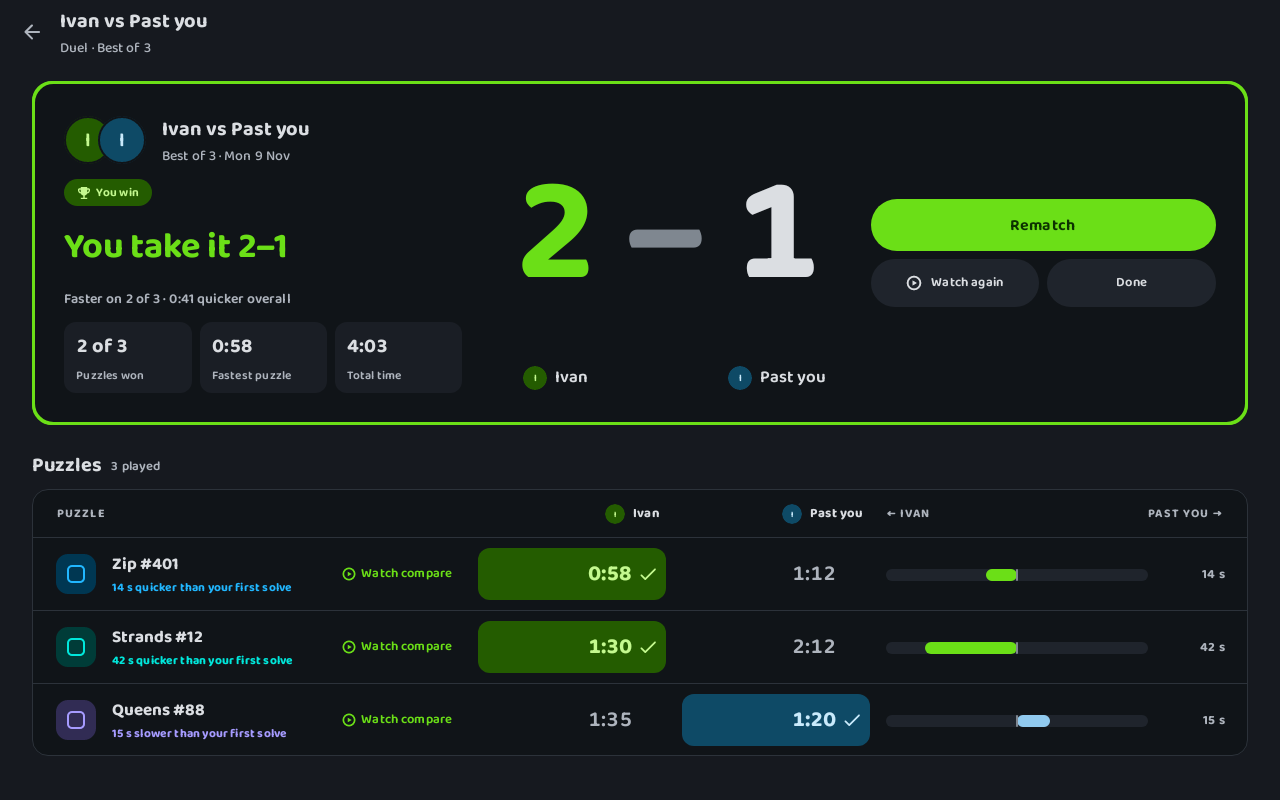 Ivan vs Past you
Duel · Best of 3
I I
Ivan vs Past you
Best of 3 · Mon 9 Nov
You win
You take it 2–1
Faster on 2 of 3 · 0:41 quicker overall
2 of 3
Puzzles won
0:58
Fastest puzzle
4:03
Total time
2 – 1
I Ivan
I Past you
Rematch
Watch again
Done
Puzzles 3 played
PUZZLE I Ivan I Past you ← IVAN PAST YOU →
Zip #401
14 s quicker than your first solve
Watch compare 0:58 1:12 14 s
Strands #12
42 s quicker than your first solve
Watch compare 1:30 2:12 42 s
Queens #88
15 s slower than your first solve
Watch compare 1:35 1:20 15 s